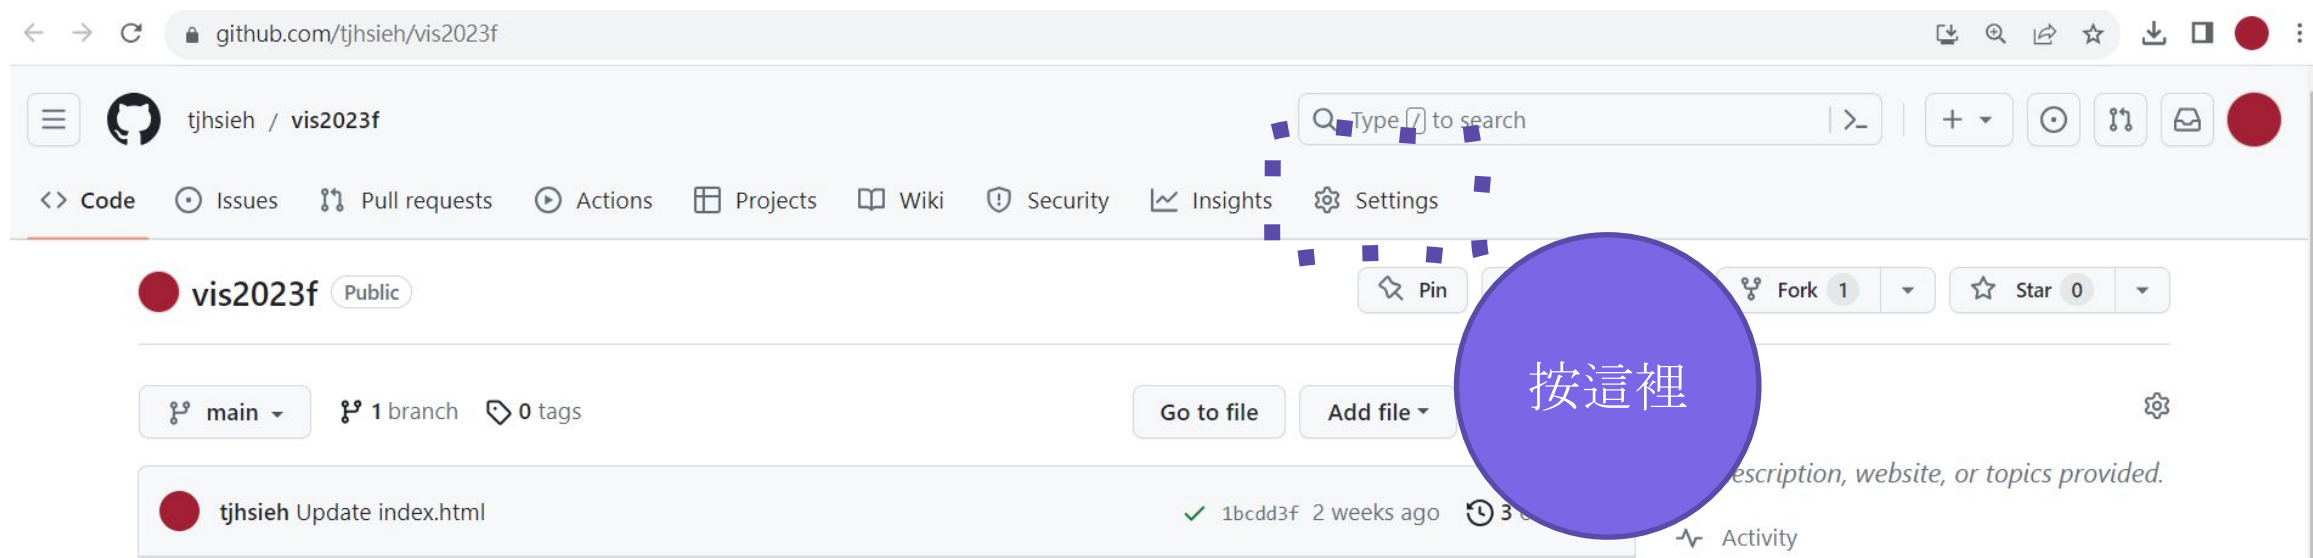 github.com/tjhsieh/vis2023f
tjhsieh / vis2023f
Type / to search
Code Issues Pull requests Actions Projects Wiki Security Insights Settings
vis2023f Public Pin Fork 1 Star 0
按這裡
main 1 branch 0 tags Go to file Add file
escription, website, or topics provided.
tjhsieh Update index.html 1bcdd3f 2 weeks ago 3
Activity